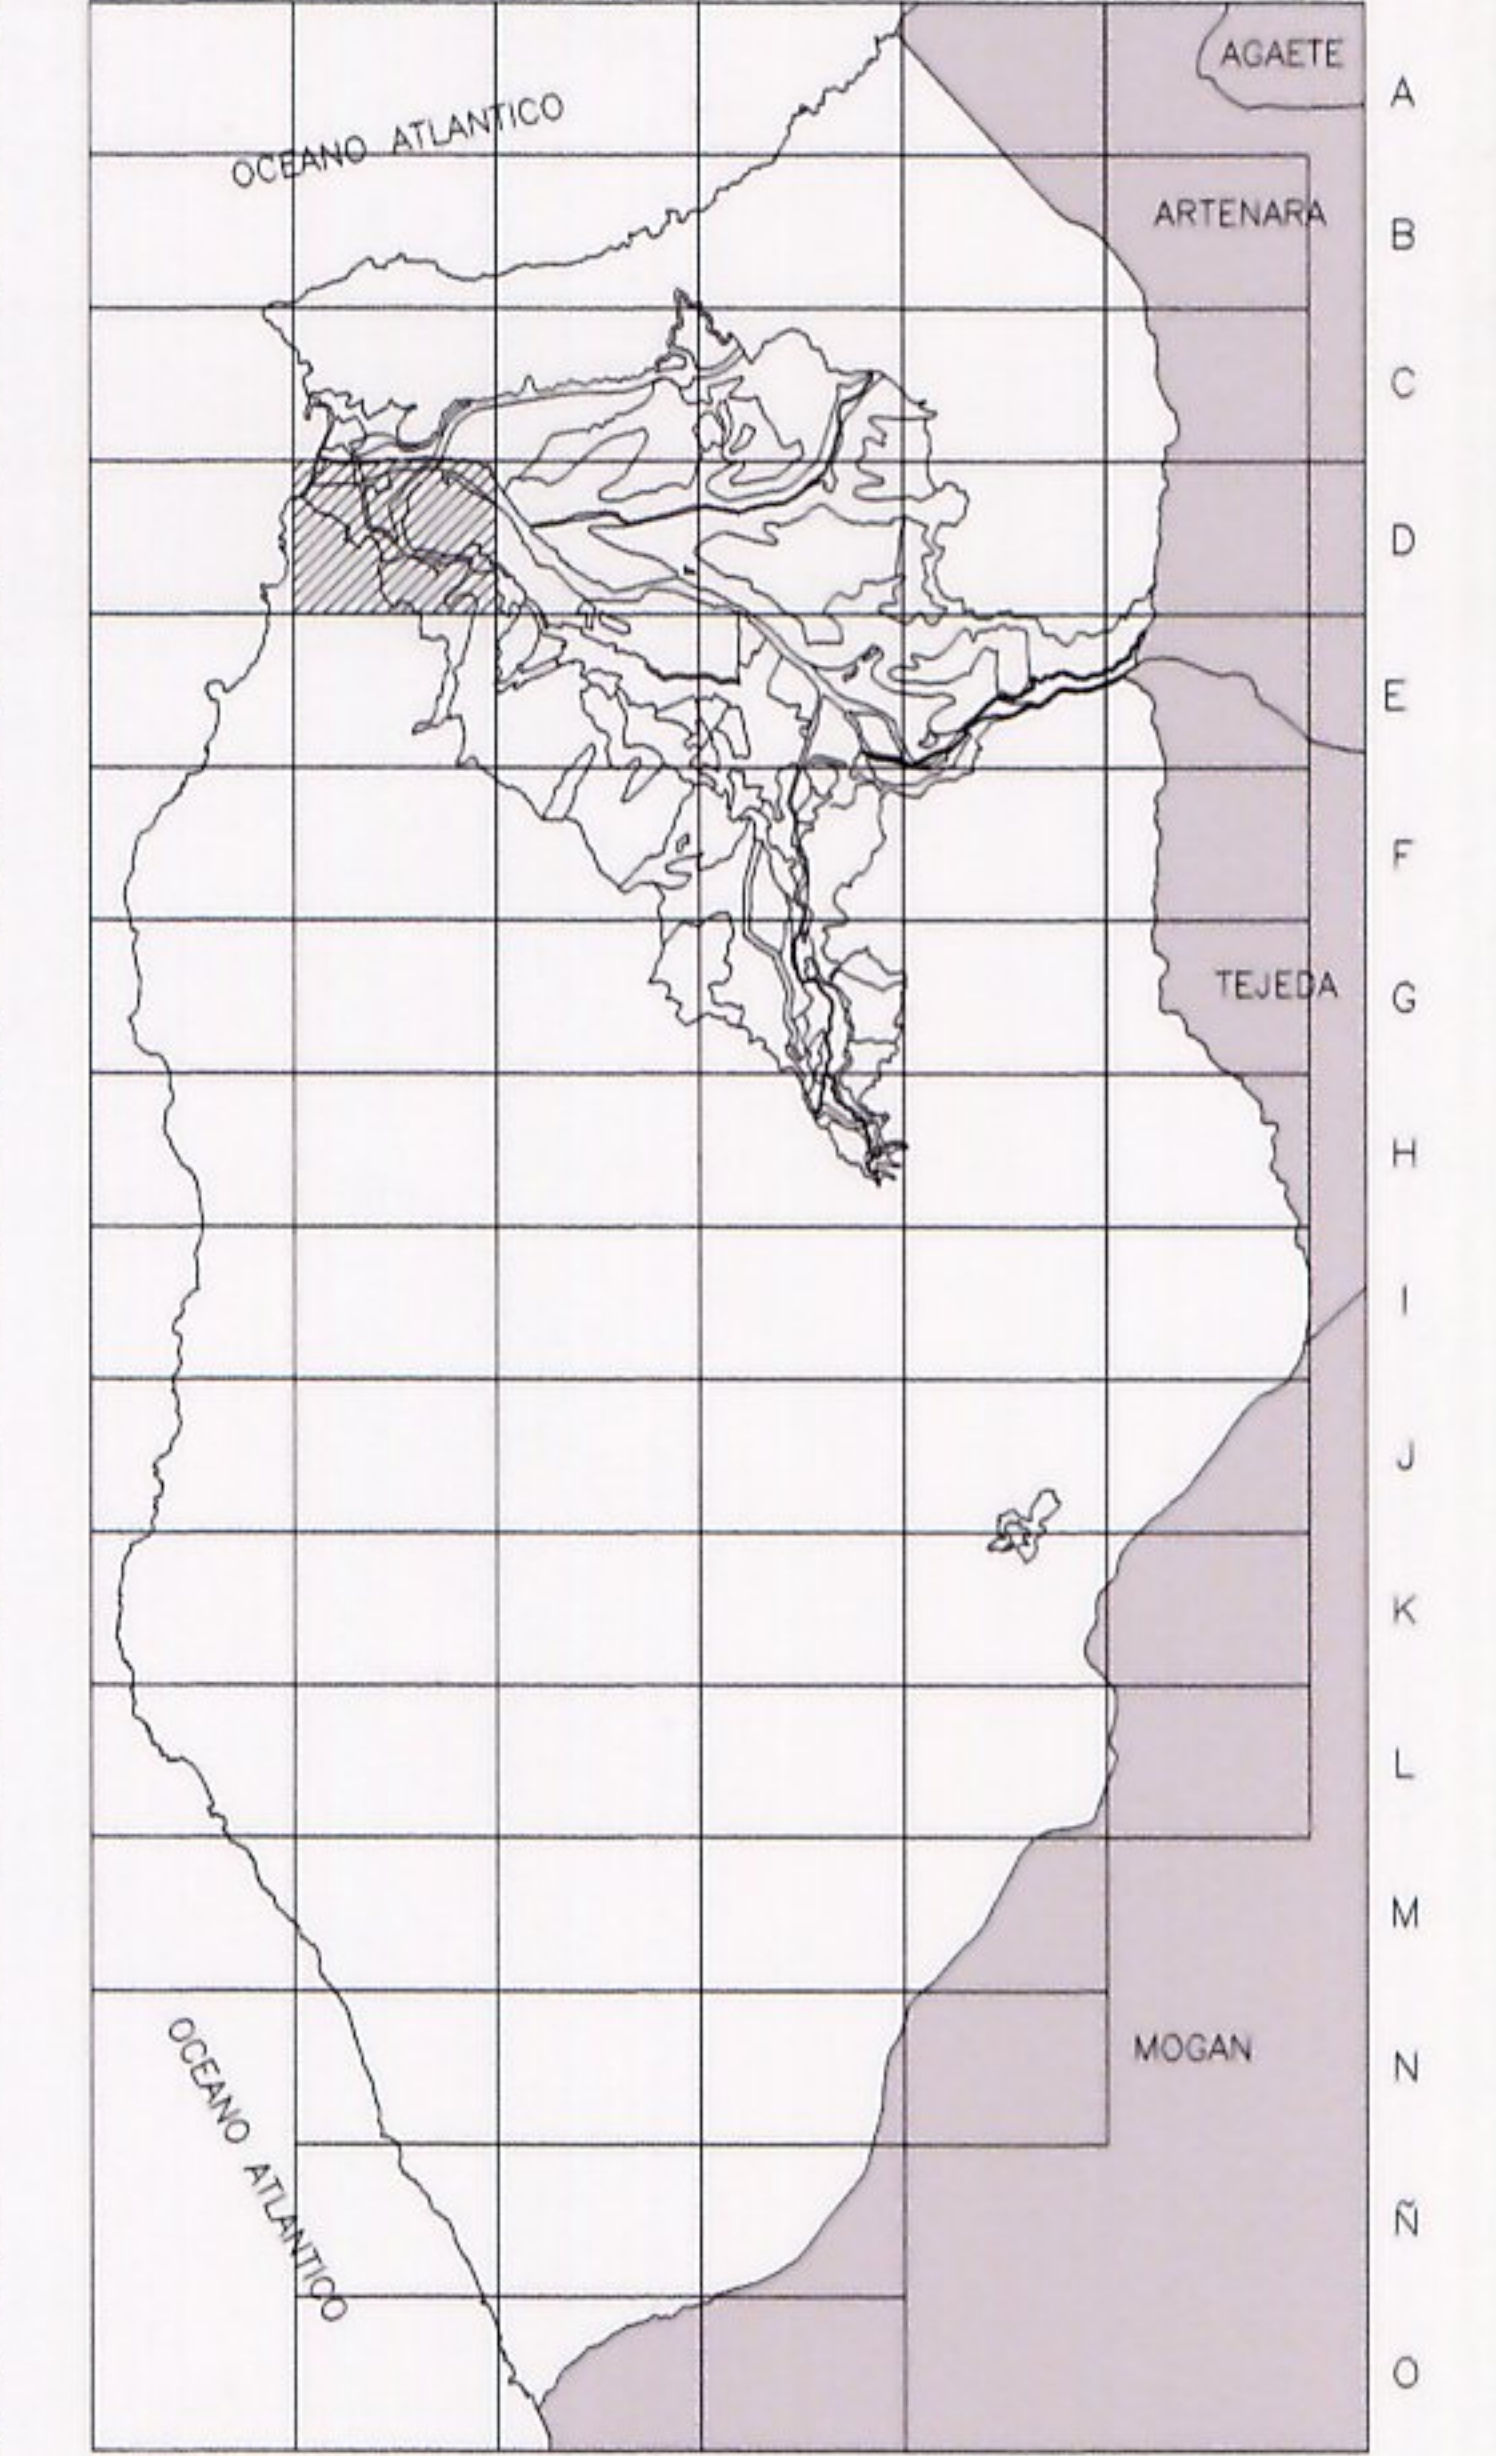 AGAETE
A
OCEANO ATLANTICO
ARTENARA
B
C
D
E
F
TEJEDA
G
H
I
J
K
L
M
MOGAN
N
OCEANO ATLANTICO
Ñ
O